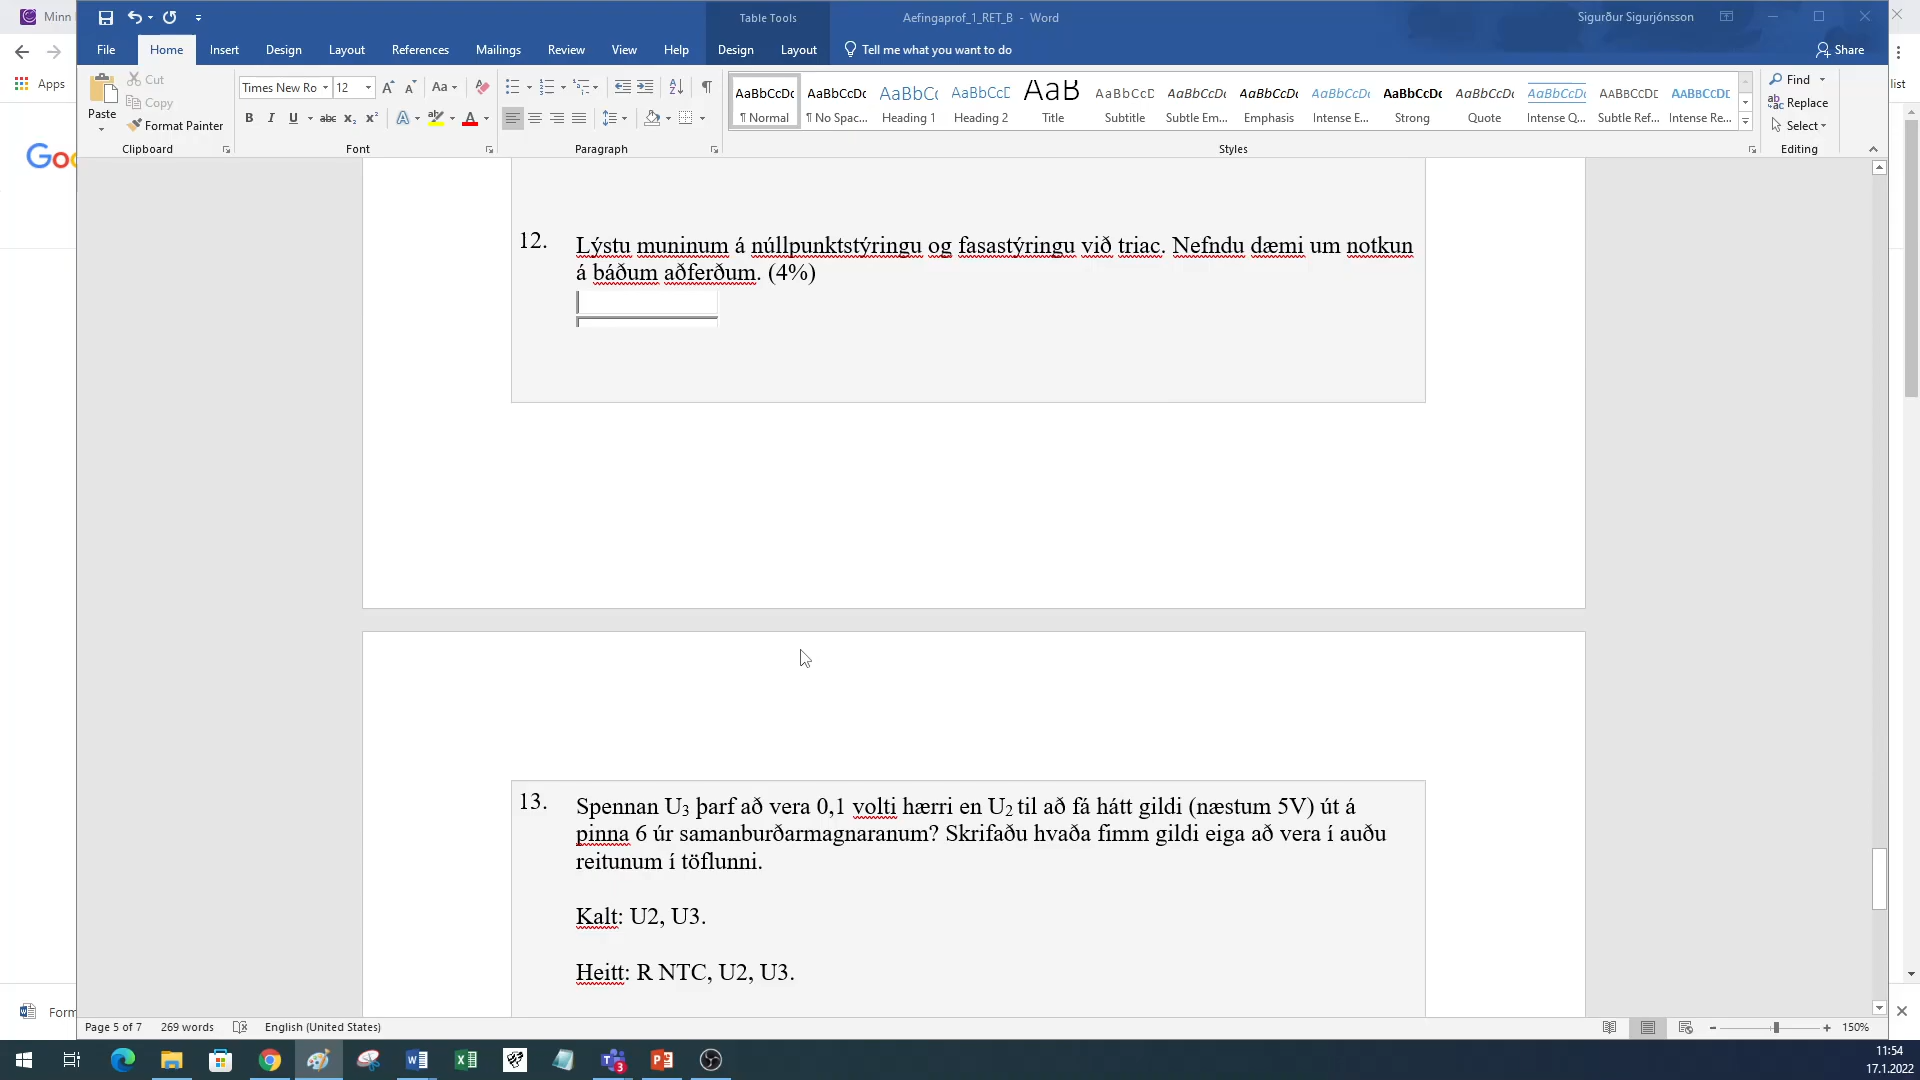 Minn
Table Tools
Aefingaprof_1_RET_B - Word
Sigurður Sigurjónsson
File Home Insert Design Layout References Mailings Review View Help Design Layout Tell me what you want to do Share
Apps
list
Paste
Cut
Copy
Format Painter
Clipboard
Times New Ro 12
Font
Paragraph
AaBbCcDc AaBbCcDc AaBbCc AaBbCcD AaB AaBbCcD AaBbCcDc AaBbCcDc AaBbCcDc AaBbCcDc AaBbCcDc AaBbCcDc AABBCCDD AABBCCDD
¶ Normal ¶ No Spac... Heading 1 Heading 2 Title Subtitle Subtle Em... Emphasis Intense E... Strong Quote Intense Q... Subtle Ref... Intense Re...
Styles
Find
Replace
Select
Editing
Goo
12. Lýstu muninum á núllpunktstýringu og fasastýringu við triac. Nefndu dæmi um notkun
á báðum aðferðum. (4%)
13. Spennan U3 þarf að vera 0,1 volti hærri en U2 til að fá hátt gildi (næstum 5V) út á
pinna 6 úr samanburðarmagnaranum? Skrifaðu hvaða fimm gildi eiga að vera í auðu
reitunum í töflunni.
Kalt: U2, U3.
Heitt: R NTC, U2, U3.
Form
Page 5 of 7 269 words English (United States) 150%
3
11:54
17.1.2022